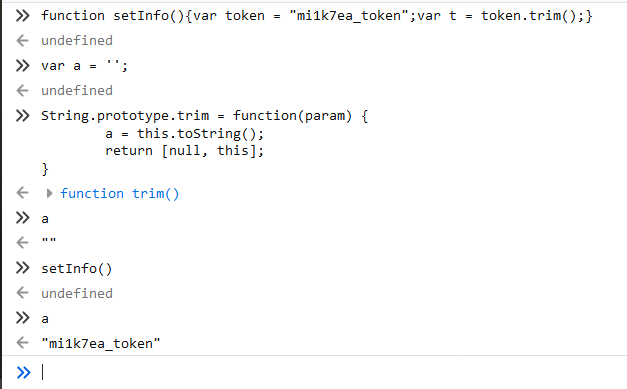 function setInfo(){var token = "mi1k7ea_token";var t = token.trim();}
undefined
var a = '';
undefined
String.prototype.trim = function(param) {
        a = this.toString();
        return [null, this];
}
function trim()
a
""
setInfo()
undefined
a
"mi1k7ea_token"